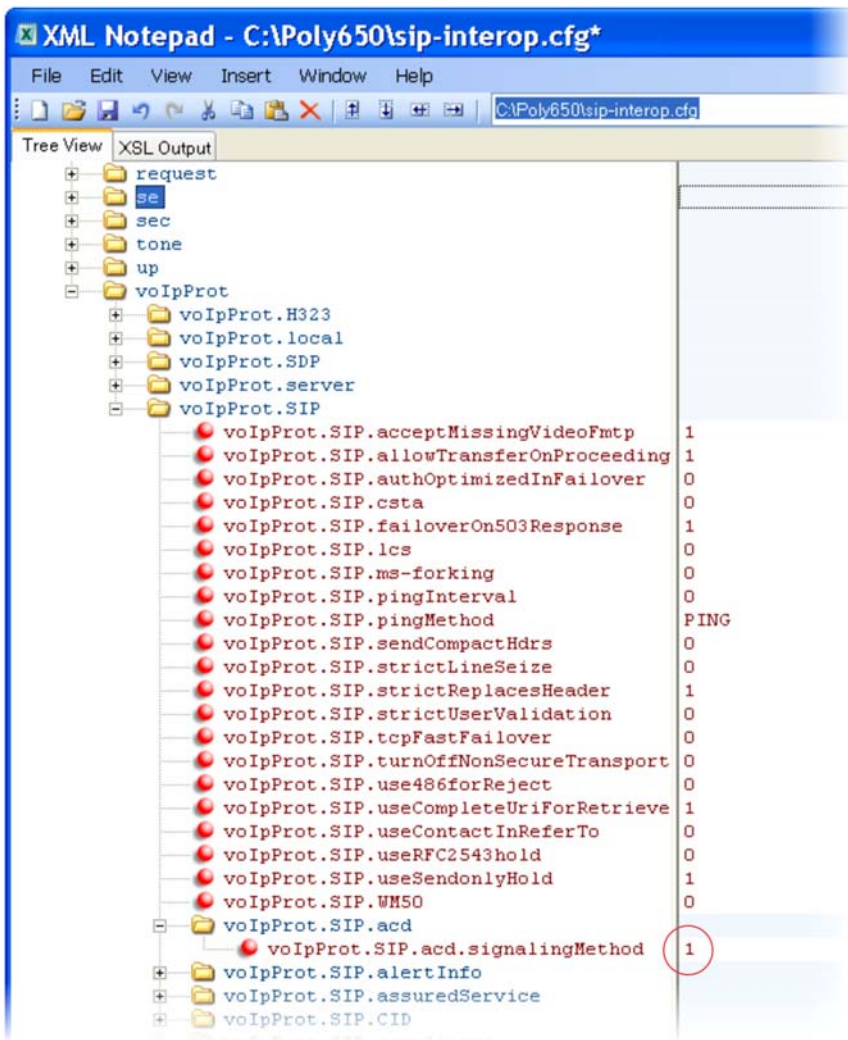 XML Notepad - C:\Poly650\sip-interop.cfg*
File Edit View Insert Window Help
C:\Poly650\sip-interop.cfg
Tree View XSL Output
request
se
sec
tone
up
voIpProt
voIpProt.H323
voIpProt.local
voIpProt.SDP
voIpProt.server
voIpProt.SIP
voIpProt.SIP.acceptMissingVideoFmtp 1
voIpProt.SIP.allowTransferOnProceeding 1
voIpProt.SIP.authOptimizedInFailover 0
voIpProt.SIP.csta 0
voIpProt.SIP.failoverOn503Response 1
voIpProt.SIP.lcs 0
voIpProt.SIP.ms-forking 0
voIpProt.SIP.pingInterval 0
voIpProt.SIP.pingMethod PING
voIpProt.SIP.sendCompactHdrs 0
voIpProt.SIP.strictLineSeize 0
voIpProt.SIP.strictReplacesHeader 1
voIpProt.SIP.strictUserValidation 0
voIpProt.SIP.tcpFastFailover 0
voIpProt.SIP.turnOffNonSecureTransport 0
voIpProt.SIP.use486forReject 0
voIpProt.SIP.useCompleteUriForRetrieve 1
voIpProt.SIP.useContactInReferTo 0
voIpProt.SIP.useRFC2543hold 0
voIpProt.SIP.useSendonlyHold 1
voIpProt.SIP.WM50 0
voIpProt.SIP.acd
voIpProt.SIP.acd.signalingMethod 1
voIpProt.SIP.alertInfo
voIpProt.SIP.assuredService
voIpProt.SIP.CID